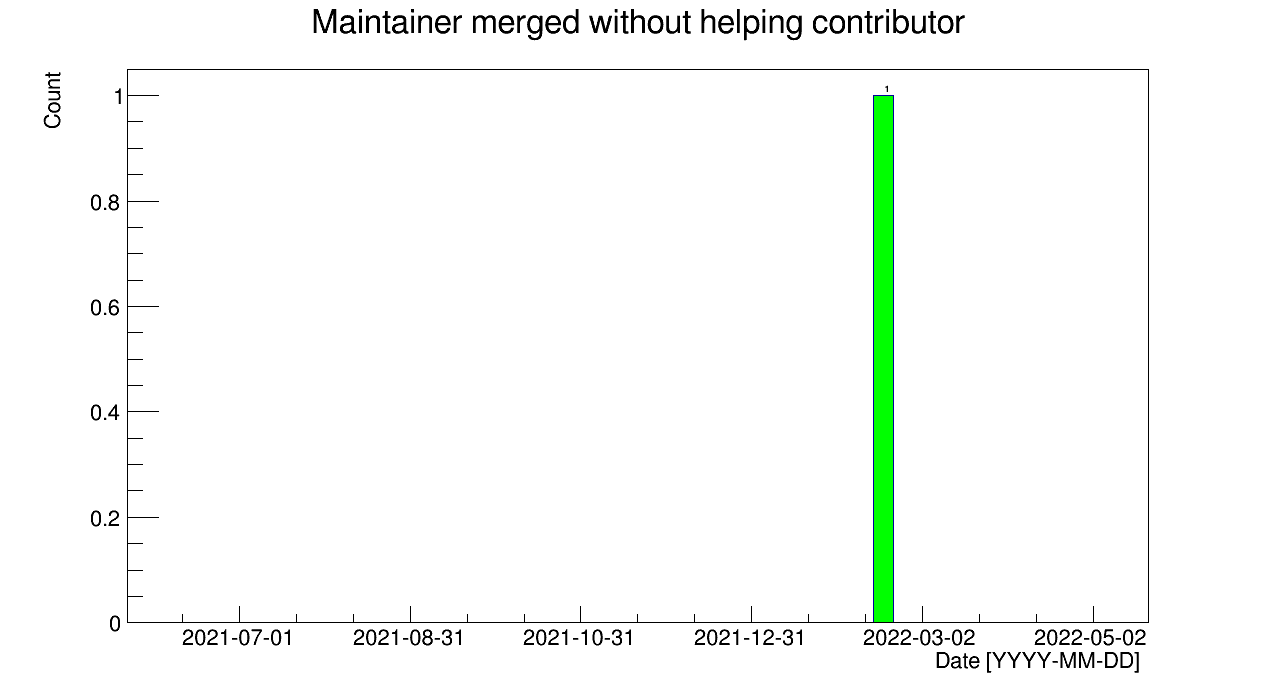 Maintainer merged without helping contributor
Count
1
1
0.8
0.6
0.4
0.2
0
2021-07-01 2021-08-31 2021-10-31 2021-12-31 2022-03-02 2022-05-02
Date [YYYY-MM-DD]